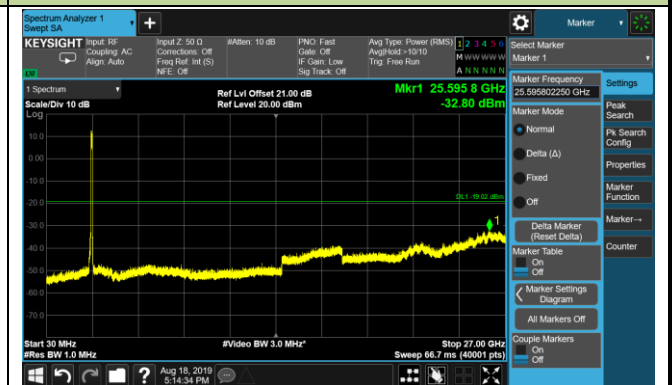 Spectrum Analyzer 1
Swept SA
Marker
KEYSIGHT
Input: RF
Coupling: AC
Align: Auto
Input Z: 50 Ω
Corrections: Off
Freq Ref: Int (S)
NFE: Off
#Atten: 10 dB
PNO: Fast
Gate: Off
IF Gain: Low
Sig Track: Off
Avg Type: Power (RMS)
Avg|Hold:>10/10
Trig: Free Run
1 2 3 4 5 6
M W W W W W
A N N N N N
LXI
Select Marker
Marker 1
1 Spectrum
Scale/Div 10 dB
Log
Ref Lvl Offset 21.00 dB
Ref Level 20.00 dBm
Mkr1 25.595 8 GHz
-32.80 dBm
10.0
0.00
-10.0
-20.0
-30.0
-40.0
-50.0
-60.0
-70.0
DL1 -19.02 dBm
1
Start 30 MHz
#Res BW 1.0 MHz
#Video BW 3.0 MHz*
Stop 27.00 GHz
Sweep 66.7 ms (40001 pts)
Marker Frequency
25.595802250 GHz
Marker Mode
Normal
Delta (Δ)
Fixed
Off
Delta Marker
(Reset Delta)
Marker Table
On
Off
Marker Settings
Diagram
All Markers Off
Couple Markers
On
Off
Settings
Peak
Search
Pk Search
Config
Properties
Marker
Function
Marker→
Counter
Aug 18, 2019
5:14:34 PM